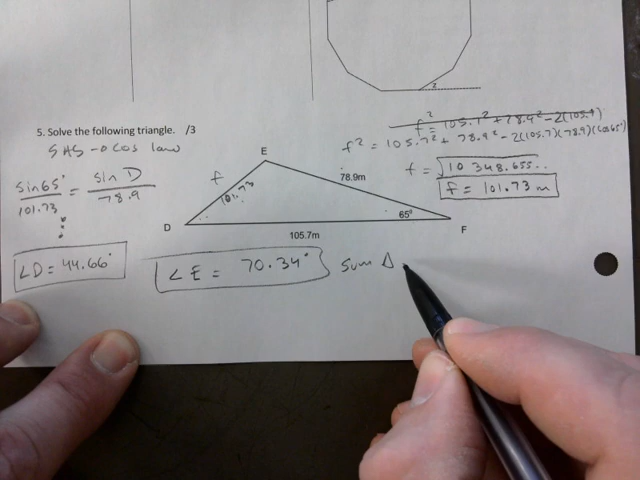 2
5. Solve the following triangle. /3
SAS → cos law
f² = 105.7² + 78.9² - 2(105.7)
f² = 105.7² + 78.9² - 2(105.7)(78.9)(cos65°)
f = √10 348.655..
f = 101.73 m
sin65° / 101.73 = sin D / 78.9
E
f
101.73
78.9m
65°
D
F
105.7m
∠D = 44.66°
∠E = 70.34°
sum Δ